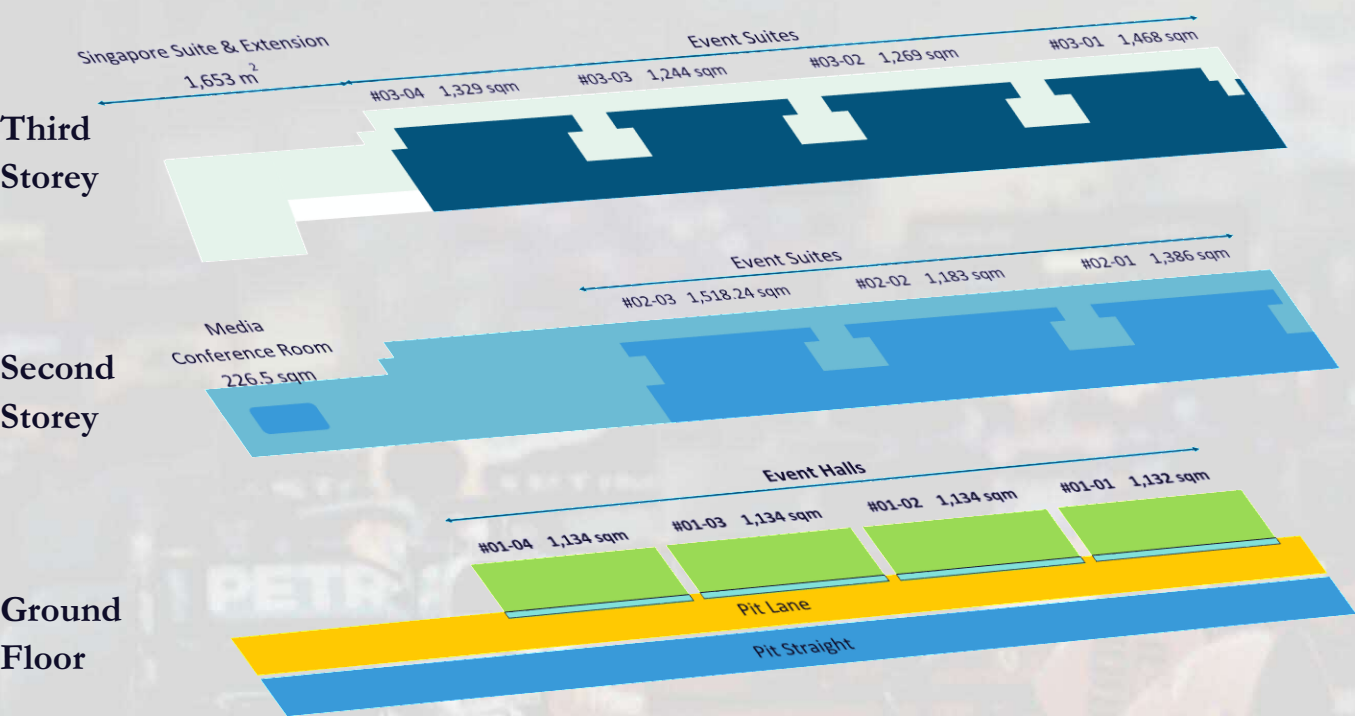 Singapore Suite & Extension
1,653 m²
Event Suites
#03-04 1,329 sqm
#03-03 1,244 sqm
#03-02 1,269 sqm
#03-01 1,468 sqm
Third
Storey
Event Suites
#02-03 1,518.24 sqm
#02-02 1,183 sqm
#02-01 1,386 sqm
Media
Conference Room
226.5 sqm
Second
Storey
Event Halls
#01-04 1,134 sqm
#01-03 1,134 sqm
#01-02 1,134 sqm
#01-01 1,132 sqm
Pit Lane
Pit Straight
Ground
Floor